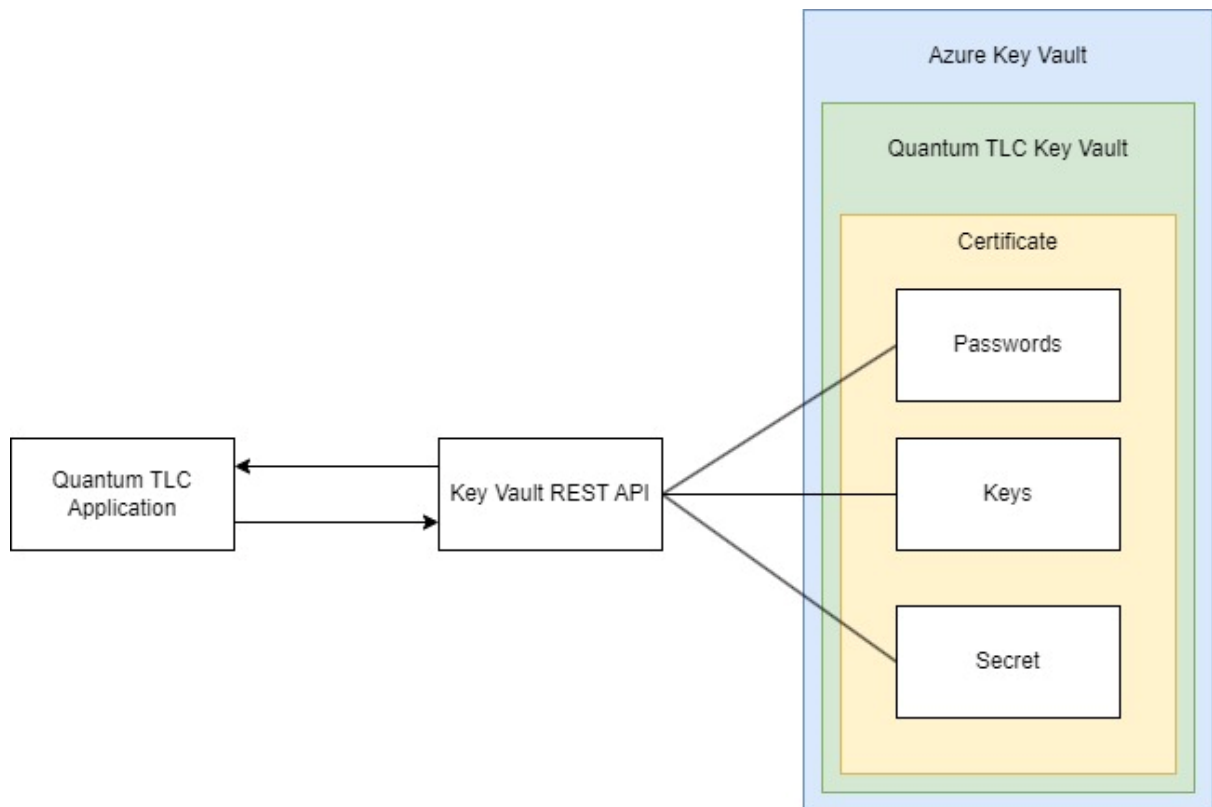 Azure Key Vault
Quantum TLC Key Vault
Certificate
Passwords
Quantum TLC
Application
Key Vault REST API
Keys
Secret